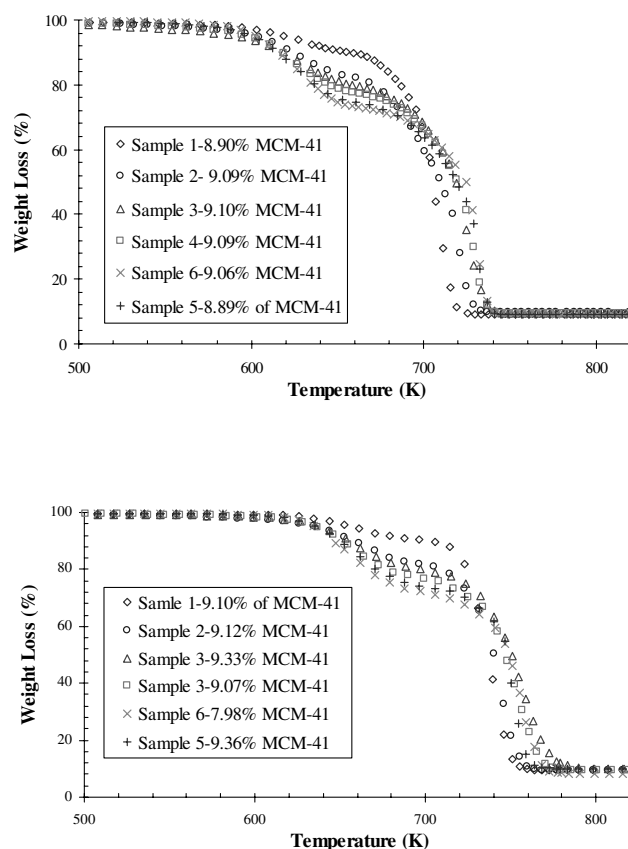 100
80
60
40
20
0
Weight Loss (%)
◇ Sample 1-8.90% MCM-41
○ Sample 2- 9.09% MCM-41
△ Sample 3-9.10% MCM-41
□ Sample 4-9.09% MCM-41
× Sample 6-9.06% MCM-41
+ Sample 5-8.89% of MCM-41
500 600 700 800
Temperature (K)
100
80
60
40
20
0
Weight Loss (%)
◇ Samle 1-9.10% of MCM-41
○ Sample 2-9.12% MCM-41
△ Sample 3-9.33% MCM-41
□ Sample 3-9.07% MCM-41
× Sample 6-7.98% MCM-41
+ Sample 5-9.36% MCM-41
500 600 700 800
Temperature (K)